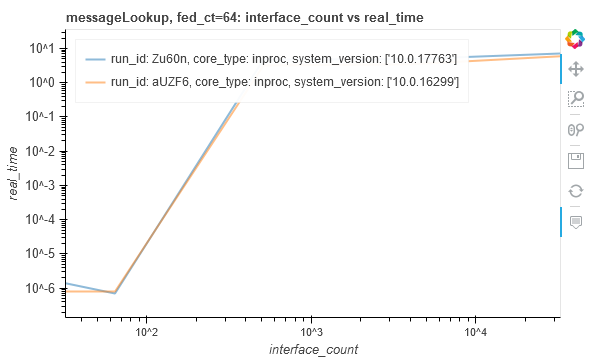 messageLookup, fed_ct=64: interface_count vs real_time
run_id: Zu60n, core_type: inproc, system_version: ['10.0.17763']
run_id: aUZF6, core_type: inproc, system_version: ['10.0.16299']
real_time
10^1
10^0
10^-1
10^-2
10^-3
10^-4
10^-5
10^-6
10^2
10^3
10^4
interface_count